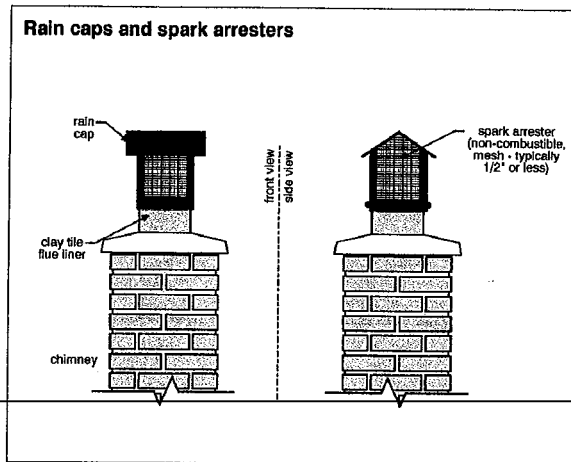 Rain caps and spark arresters
rain
cap
clay tile
flue liner
chimney
front view
side view
spark arrester
(non-combustible,
mesh - typically
1/2" or less)